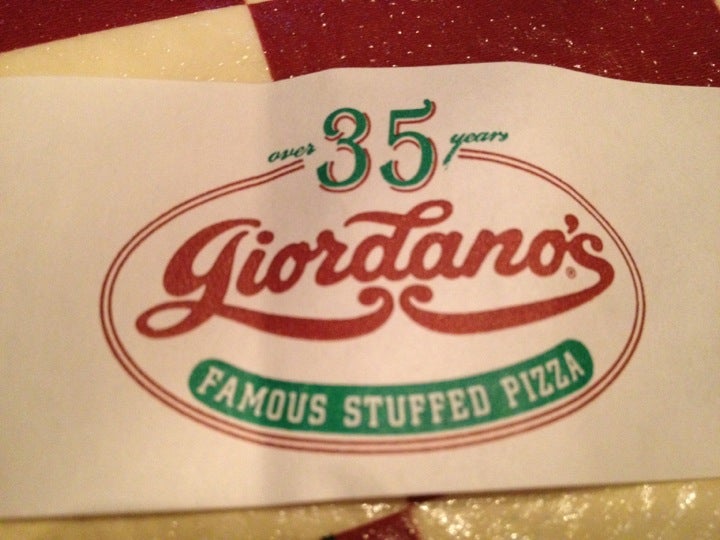 over 35 years
Giordano's®
FAMOUS STUFFED PIZZA